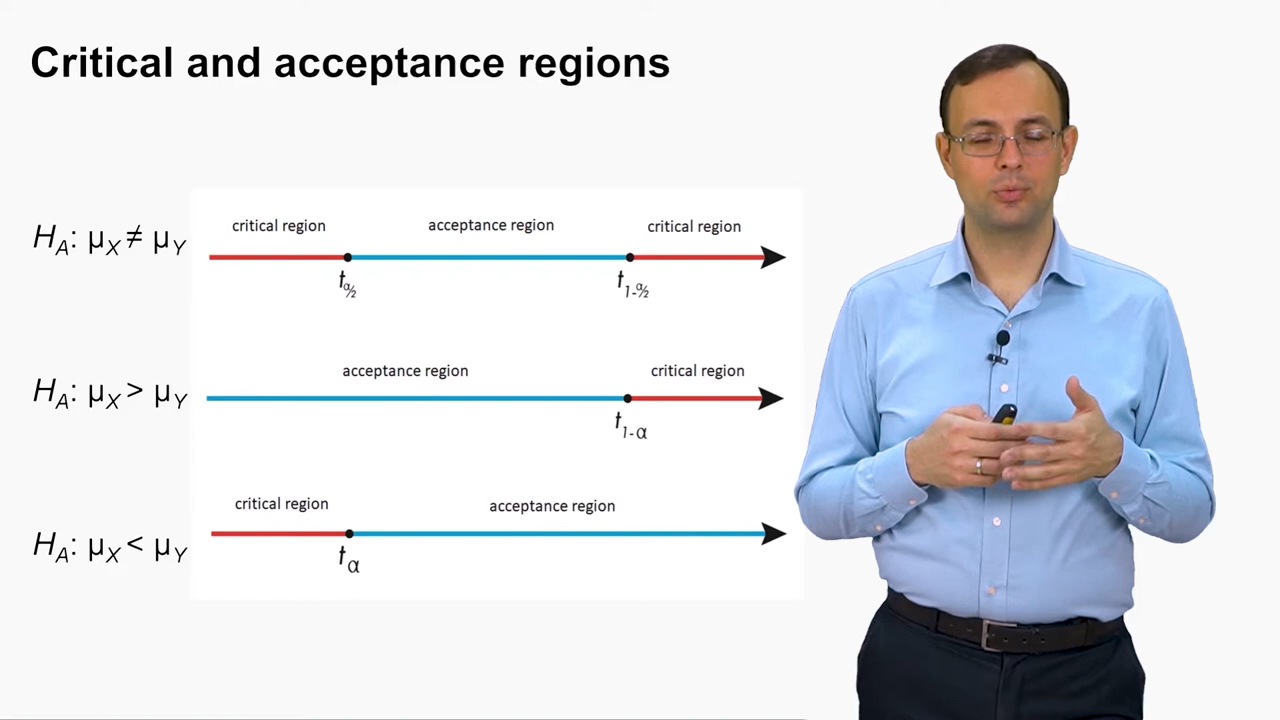 Critical and acceptance regions
H_A: μ_X ≠ μ_Y
critical region acceptance region critical region
t_α/2 t_1-α/2
H_A: μ_X > μ_Y
acceptance region critical region
t_1-α
H_A: μ_X < μ_Y
critical region acceptance region
t_α